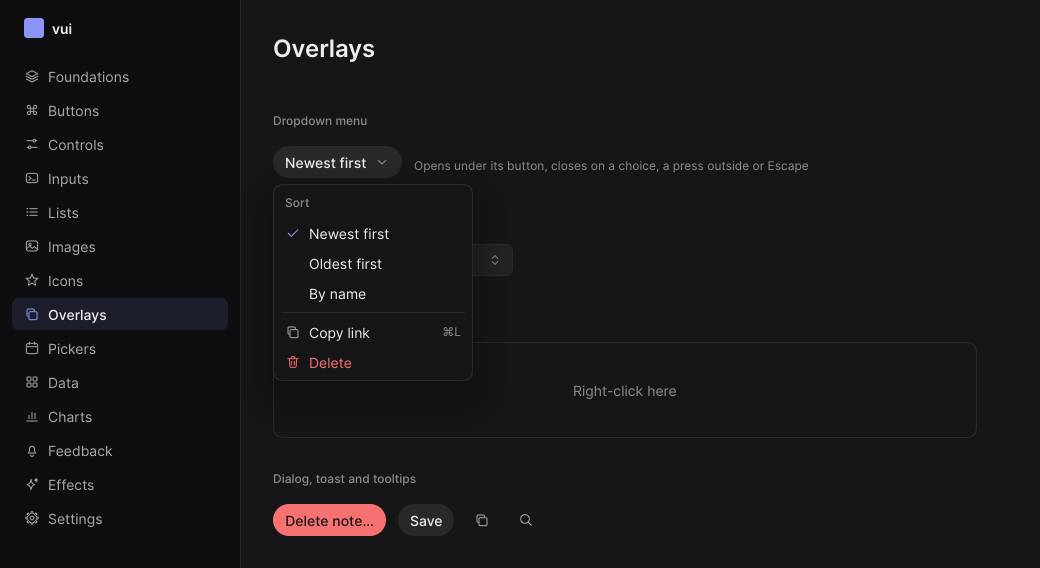 vui
Foundations
Buttons
Controls
Inputs
Lists
Images
Icons
Overlays
Pickers
Data
Charts
Feedback
Effects
Settings
Overlays
Dropdown menu
Newest first
Opens under its button, closes on a choice, a press outside or Escape
Sort
Newest first
Oldest first
By name
Copy link ⌘L
Delete
Right-click here
Dialog, toast and tooltips
Delete note...
Save